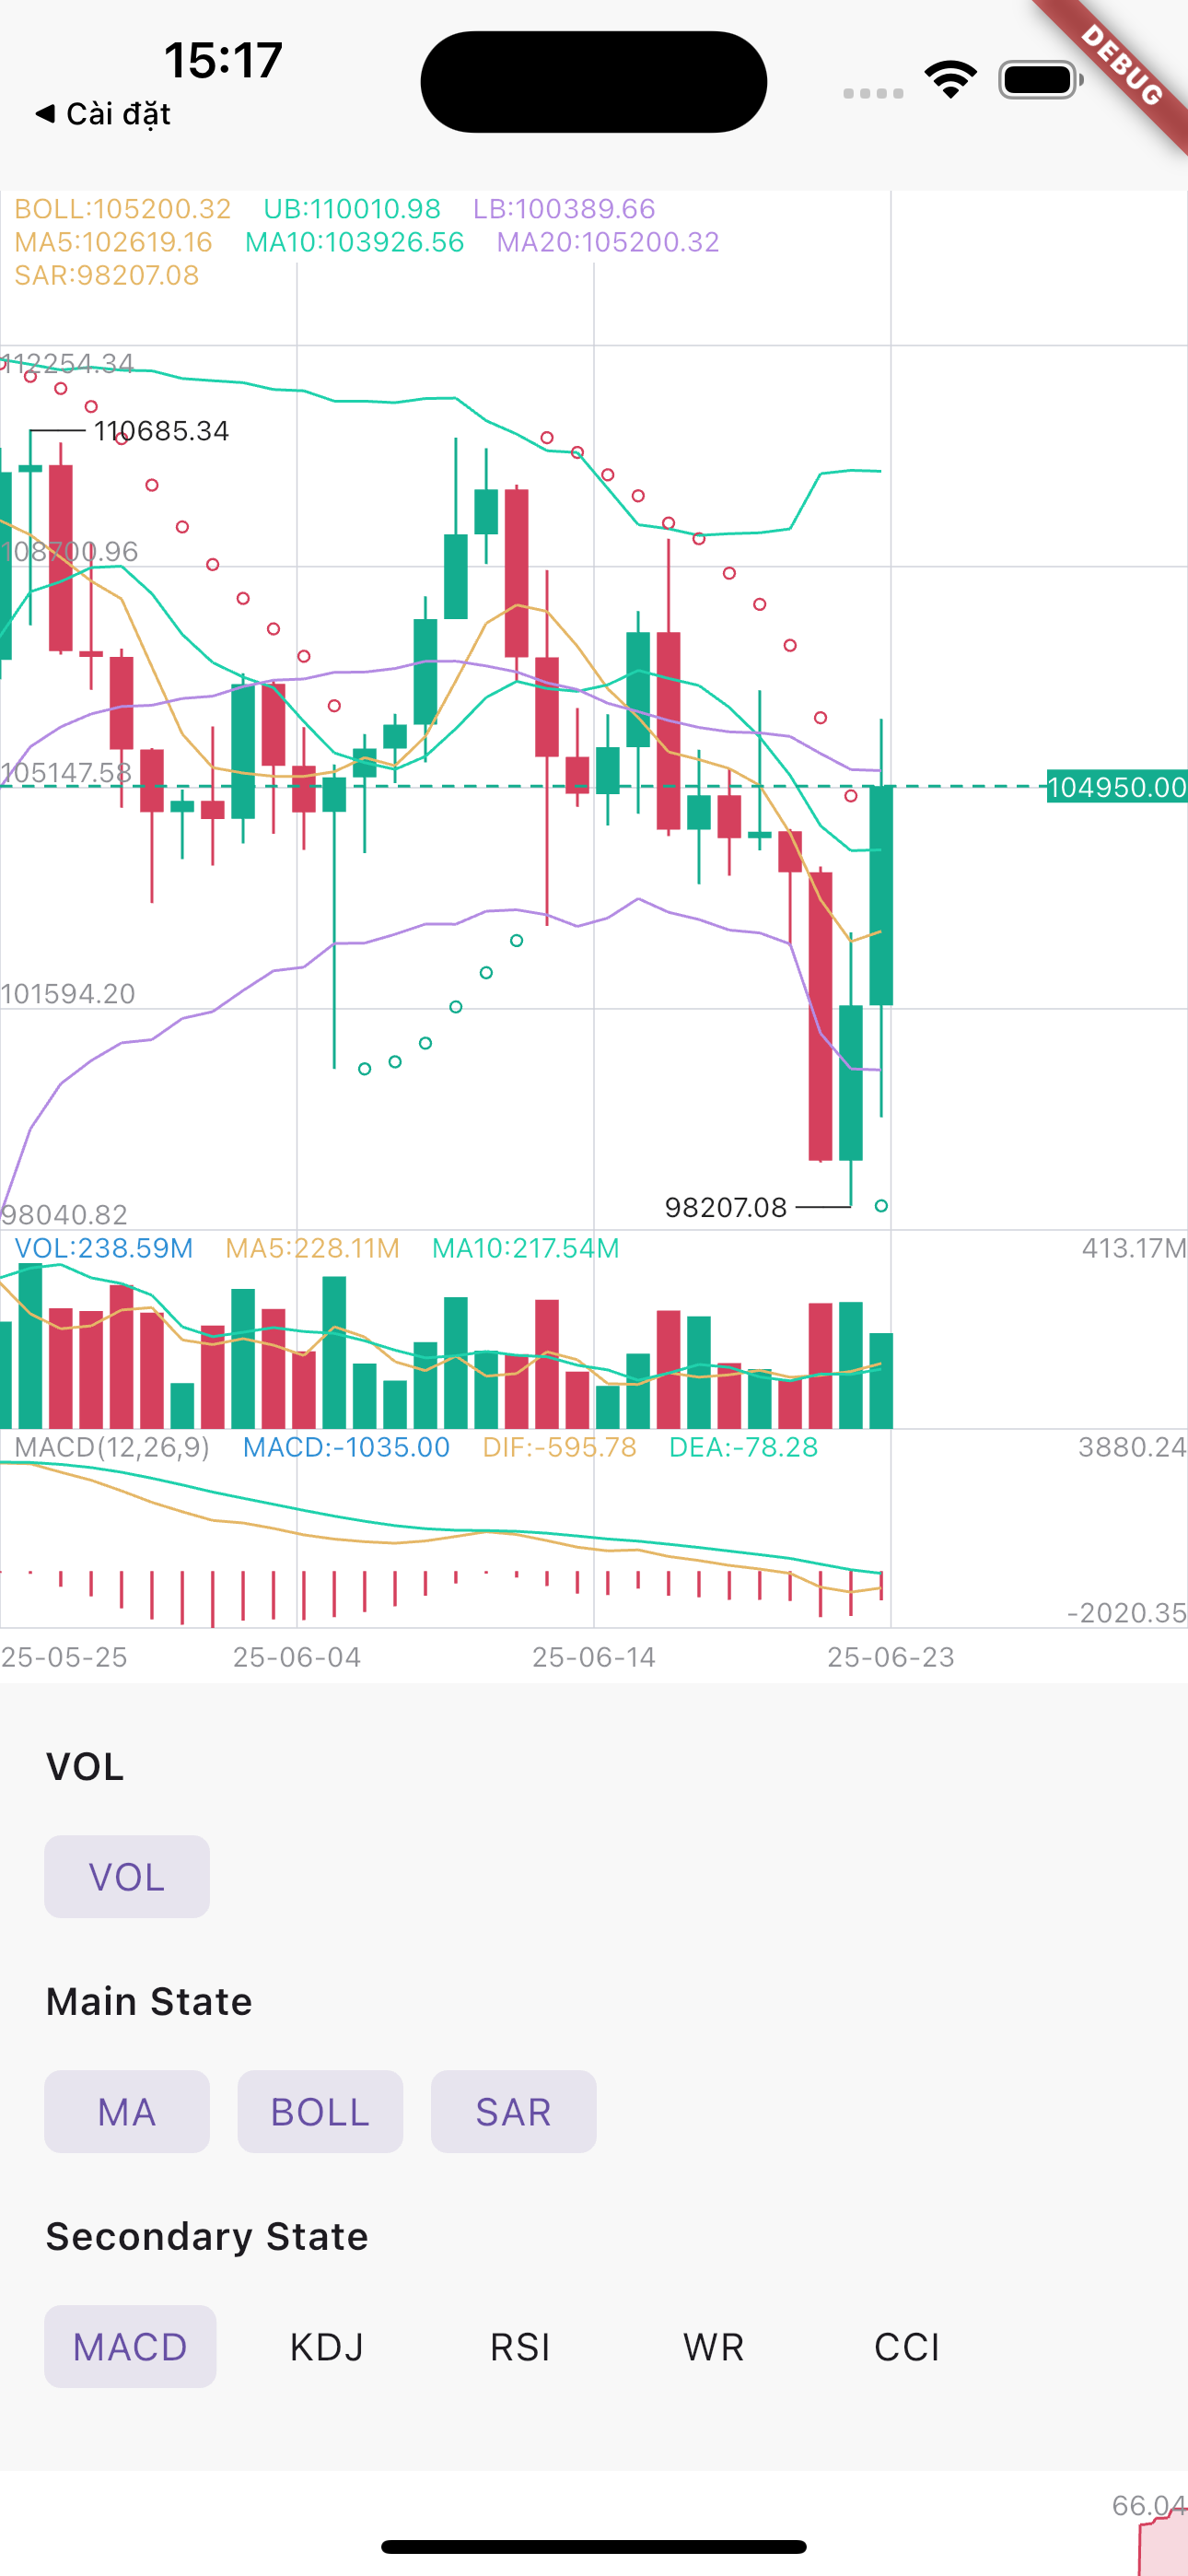 15:17
DEBUG
◀ Cài đặt
BOLL:105200.32 UB:110010.98 LB:100389.66
MA5:102619.16 MA10:103926.56 MA20:105200.32
SAR:98207.08
112254.34
110685.34
108700.96
105147.58
104950.00
101594.20
98207.08
98040.82
VOL:238.59M MA5:228.11M MA10:217.54M 413.17M
MACD(12,26,9) MACD:-1035.00 DIF:-595.78 DEA:-78.28 3880.24
-2020.35
25-05-25 25-06-04 25-06-14 25-06-23
VOL
VOL
Main State
MA BOLL SAR
Secondary State
MACD KDJ RSI WR CCI
66.04